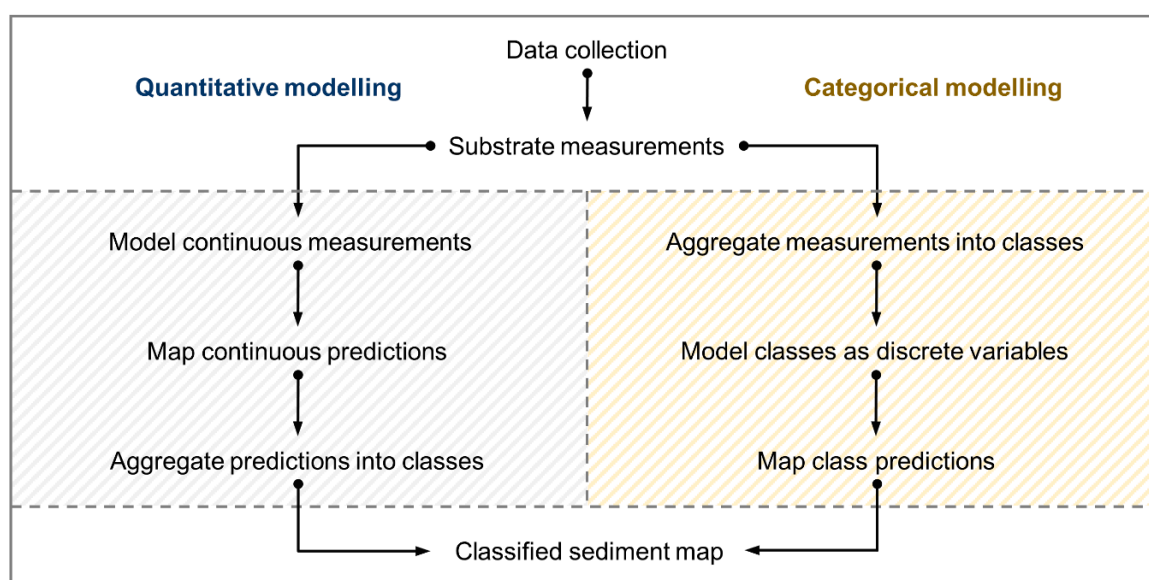 Data collection
Quantitative modelling
Categorical modelling
Substrate measurements
Model continuous measurements
Aggregate measurements into classes
Map continuous predictions
Model classes as discrete variables
Aggregate predictions into classes
Map class predictions
Classified sediment map